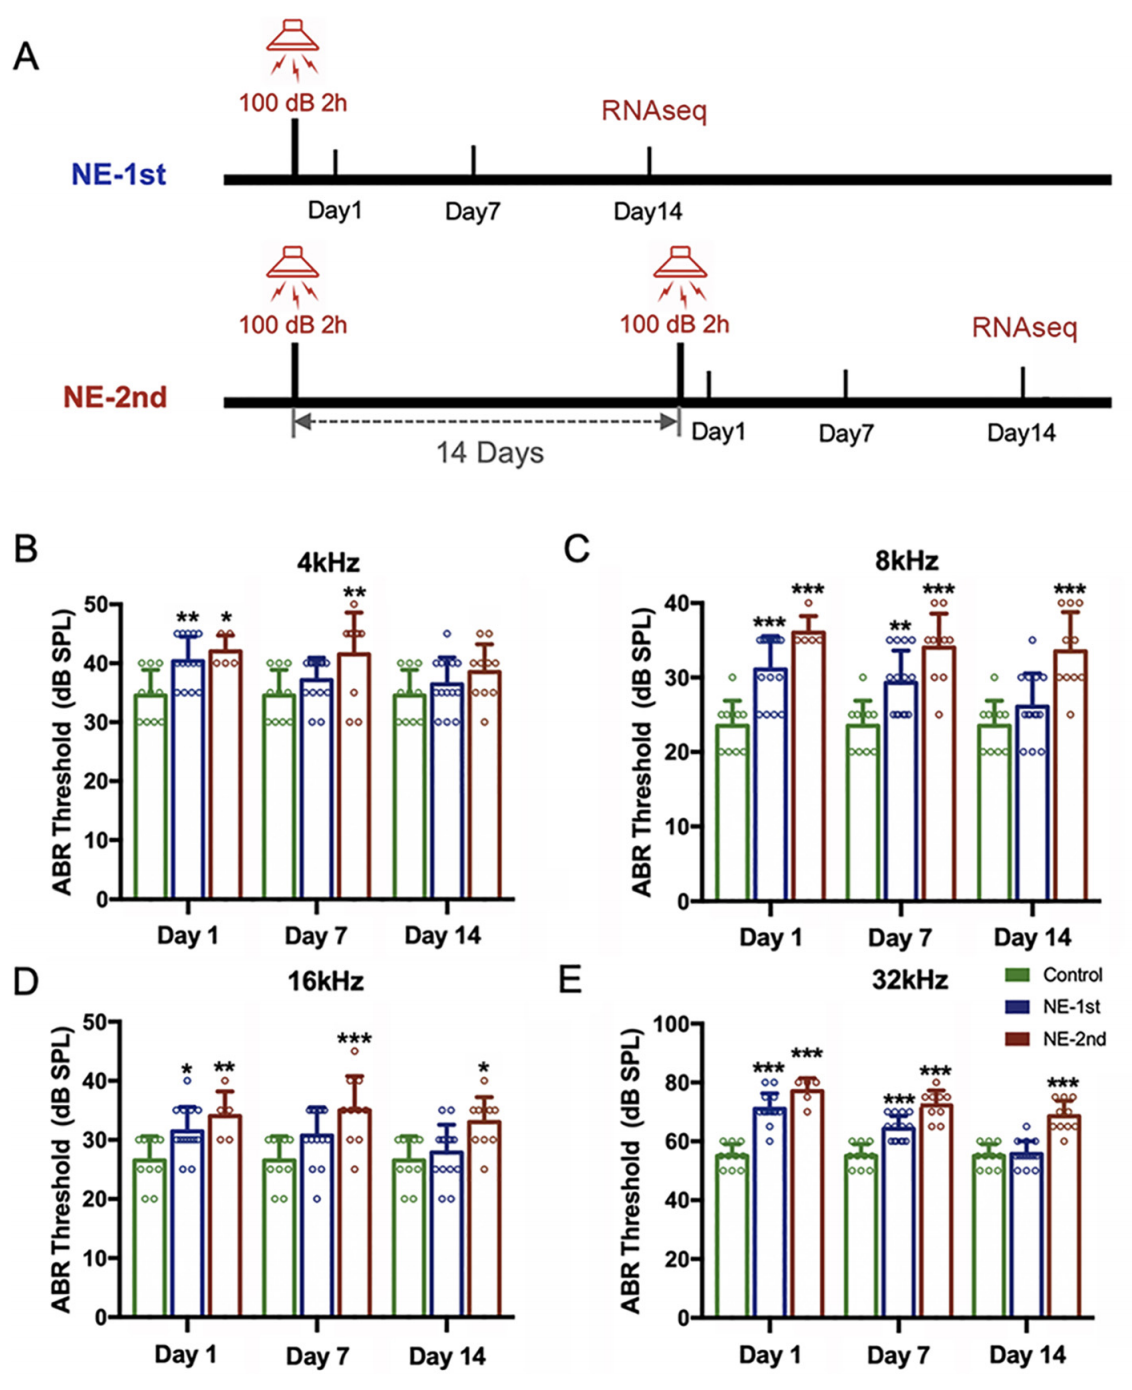 A
100 dB 2h
RNAseq
NE-1st
Day1 Day7 Day14
100 dB 2h 100 dB 2h RNAseq
NE-2nd
Day1 Day7 Day14
14 Days
B
4kHz
ABR Threshold (dB SPL)
50
40
30
20
10
0
** * **
Day 1 Day 7 Day 14
C
8kHz
ABR Threshold (dB SPL)
40
30
20
10
0
*** *** ** *** ***
Day 1 Day 7 Day 14
D
16kHz
ABR Threshold (dB SPL)
50
40
30
20
10
0
* ** *** *
Day 1 Day 7 Day 14
E
32kHz
Control
NE-1st
NE-2nd
ABR Threshold (dB SPL)
100
80
60
40
20
0
*** *** *** *** ***
Day 1 Day 7 Day 14